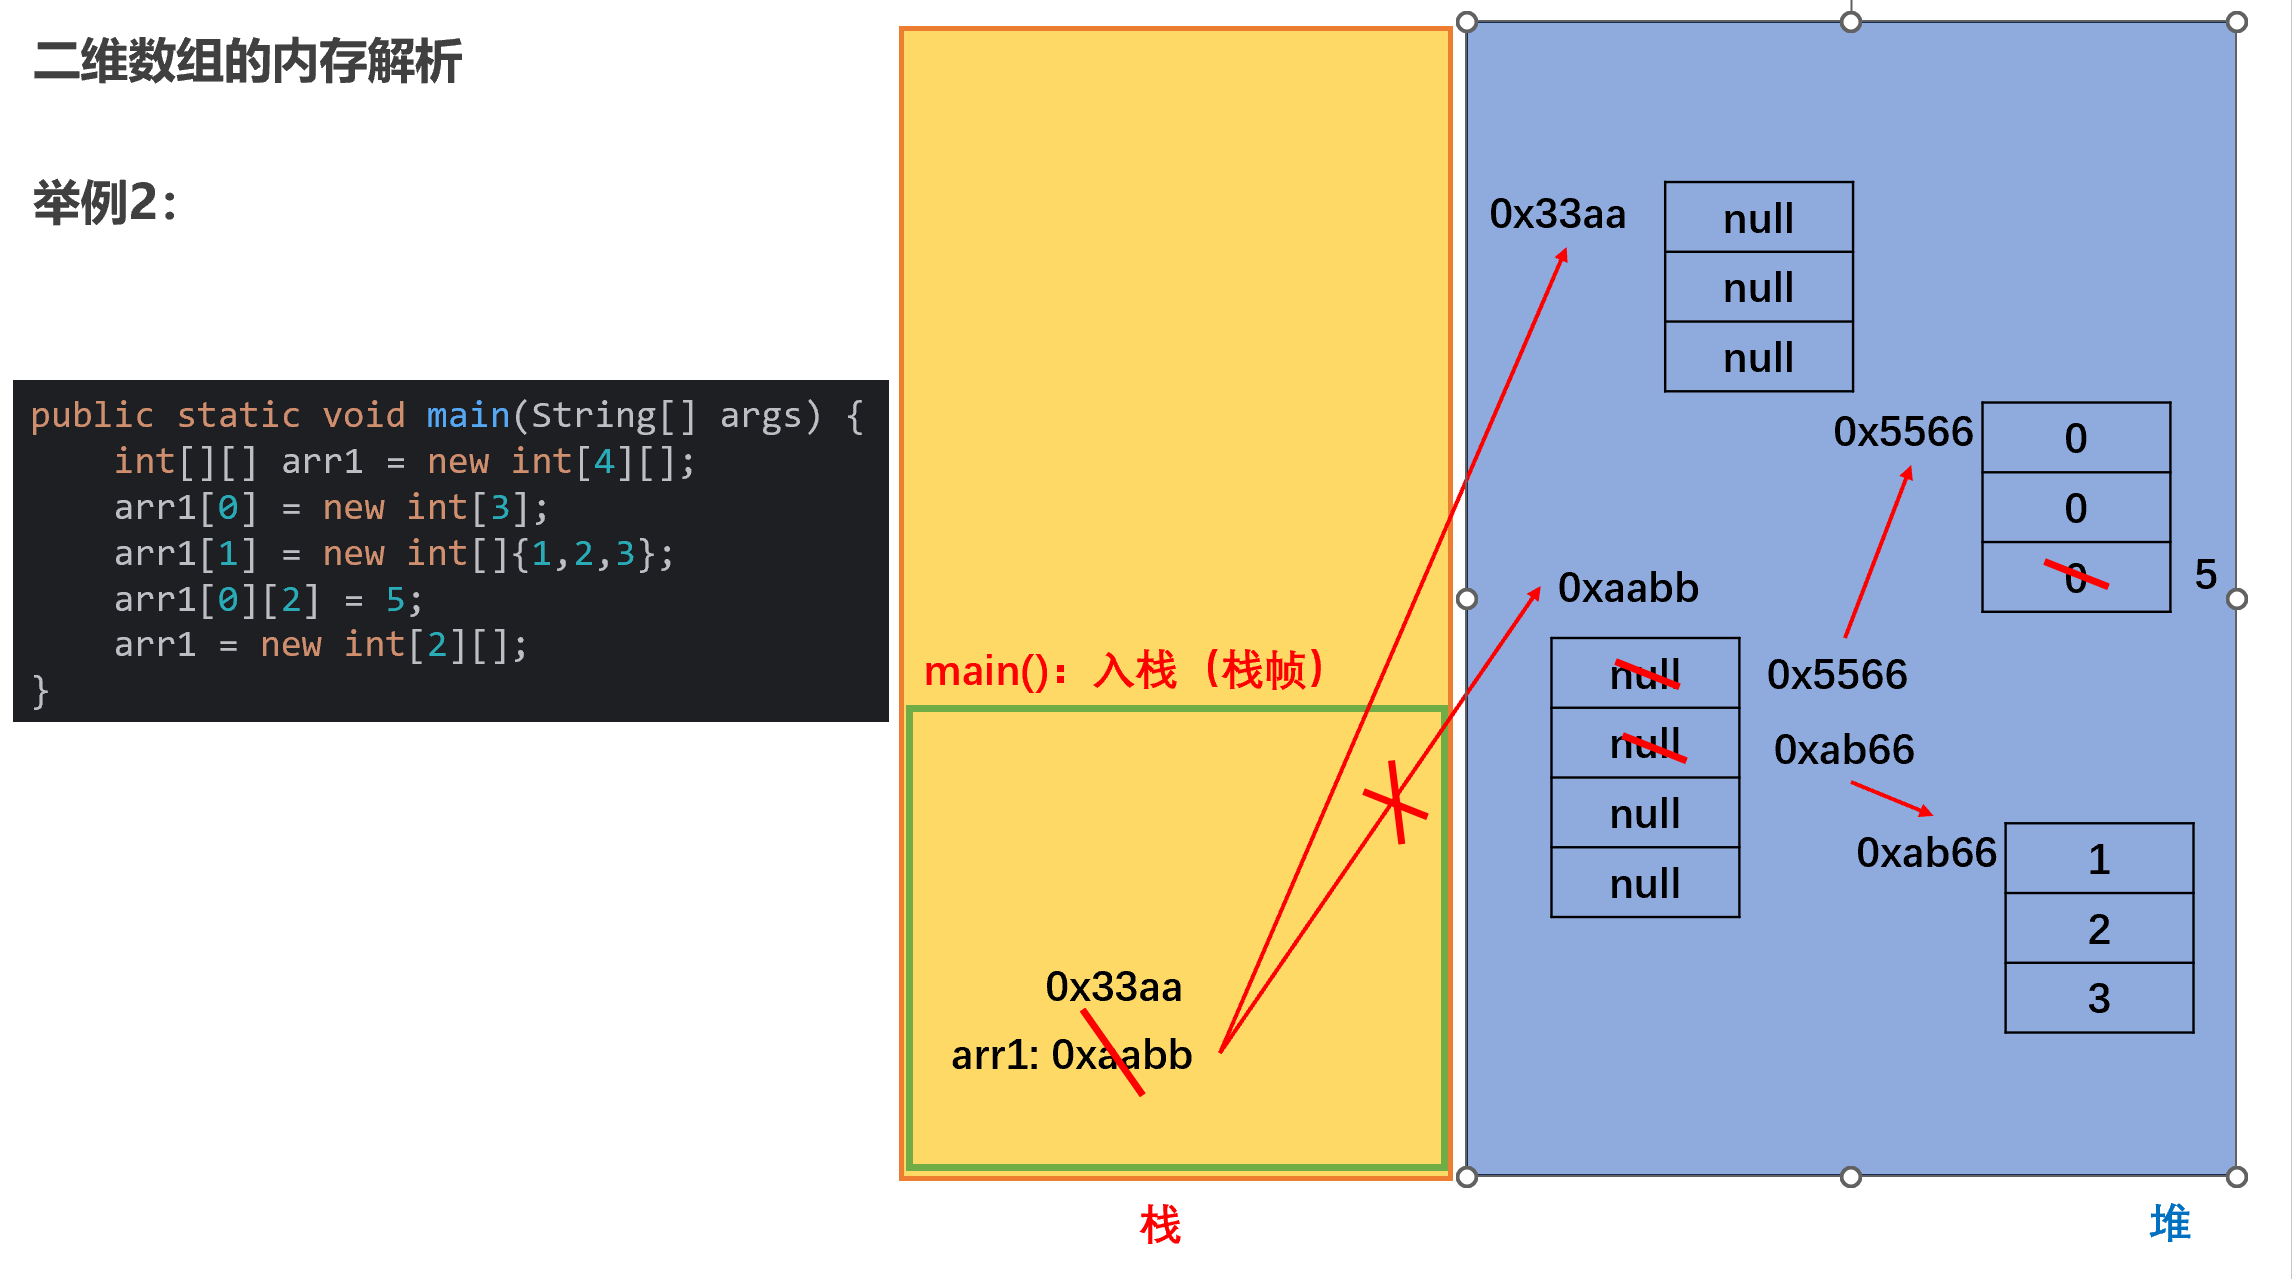 二维数组的内存解析
举例2：
public static void main(String[] args) {
    int[][] arr1 = new int[4][];
    arr1[0] = new int[3];
    arr1[1] = new int[]{1,2,3};
    arr1[0][2] = 5;
    arr1 = new int[2][];
}
main()：入栈（栈帧）
0x33aa
arr1: 0xaabb
栈
0x33aa
null
null
null
0x5566
0
0
0
5
0xaabb
null
null
null
null
0x5566
0xab66
0xab66
1
2
3
堆